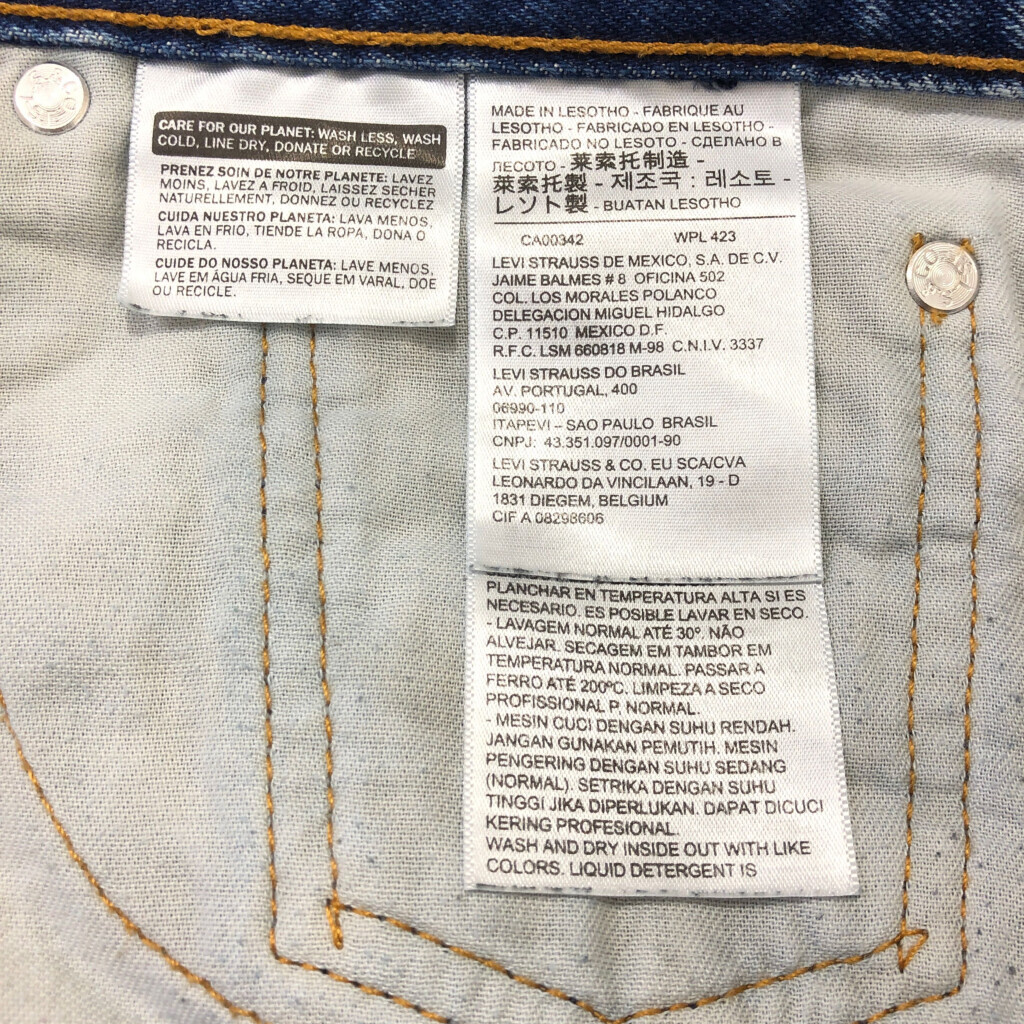 CARE FOR OUR PLANET: WASH LESS, WASH
COLD, LINE DRY, DONATE OR RECYCLE
PRENEZ SOIN DE NOTRE PLANETE: LAVEZ
MOINS, LAVEZ A FROID, LAISSEZ SECHER
NATURELLEMENT, DONNEZ OU RECYCLEZ
CUIDA NUESTRO PLANETA: LAVA MENOS,
LAVA EN FRIO, TIENDE LA ROPA, DONA O
RECICLA.
CUIDE DO NOSSO PLANETA: LAVE MENOS,
LAVE EM ÁGUA FRIA, SEQUE EM VARAL, DOE
OU RECICLE.
MADE IN LESOTHO - FABRIQUE AU
LESOTHO - FABRICADO EN LESOTHO -
FABRICADO NO LESOTO - СДЕЛАНО В
ЛЕСОТО - 莱索托制造 -
萊索托製 - 제조국 : 레소토 -
レソト製 - BUATAN LESOTHO
CA00342 WPL 423
LEVI STRAUSS DE MEXICO, S.A. DE C.V.
JAIME BALMES # 8 OFICINA 502
COL. LOS MORALES POLANCO
DELEGACION MIGUEL HIDALGO
C.P. 11510 MEXICO D.F.
R.F.C. LSM 660818 M-98 C.N.I.V. 3337
LEVI STRAUSS DO BRASIL
AV. PORTUGAL, 400
06990-110
ITAPEVI – SAO PAULO BRASIL
CNPJ: 43.351.097/0001-90
LEVI STRAUSS & CO. EU SCA/CVA
LEONARDO DA VINCILAAN, 19 - D
1831 DIEGEM, BELGIUM
CIF A 08298606
PLANCHAR EN TEMPERATURA ALTA SI ES
NECESARIO. ES POSIBLE LAVAR EN SECO.
- LAVAGEM NORMAL ATÉ 30º. NÃO
ALVEJAR. SECAGEM EM TAMBOR EM
TEMPERATURA NORMAL. PASSAR A
FERRO ATÉ 200ºC. LIMPEZA A SECO
PROFISSIONAL P, NORMAL.
- MESIN CUCI DENGAN SUHU RENDAH.
JANGAN GUNAKAN PEMUTIH. MESIN
PENGERING DENGAN SUHU SEDANG
(NORMAL). SETRIKA DENGAN SUHU
TINGGI JIKA DIPERLUKAN. DAPAT DICUCI
KERING PROFESIONAL.
WASH AND DRY INSIDE OUT WITH LIKE
COLORS. LIQUID DETERGENT IS